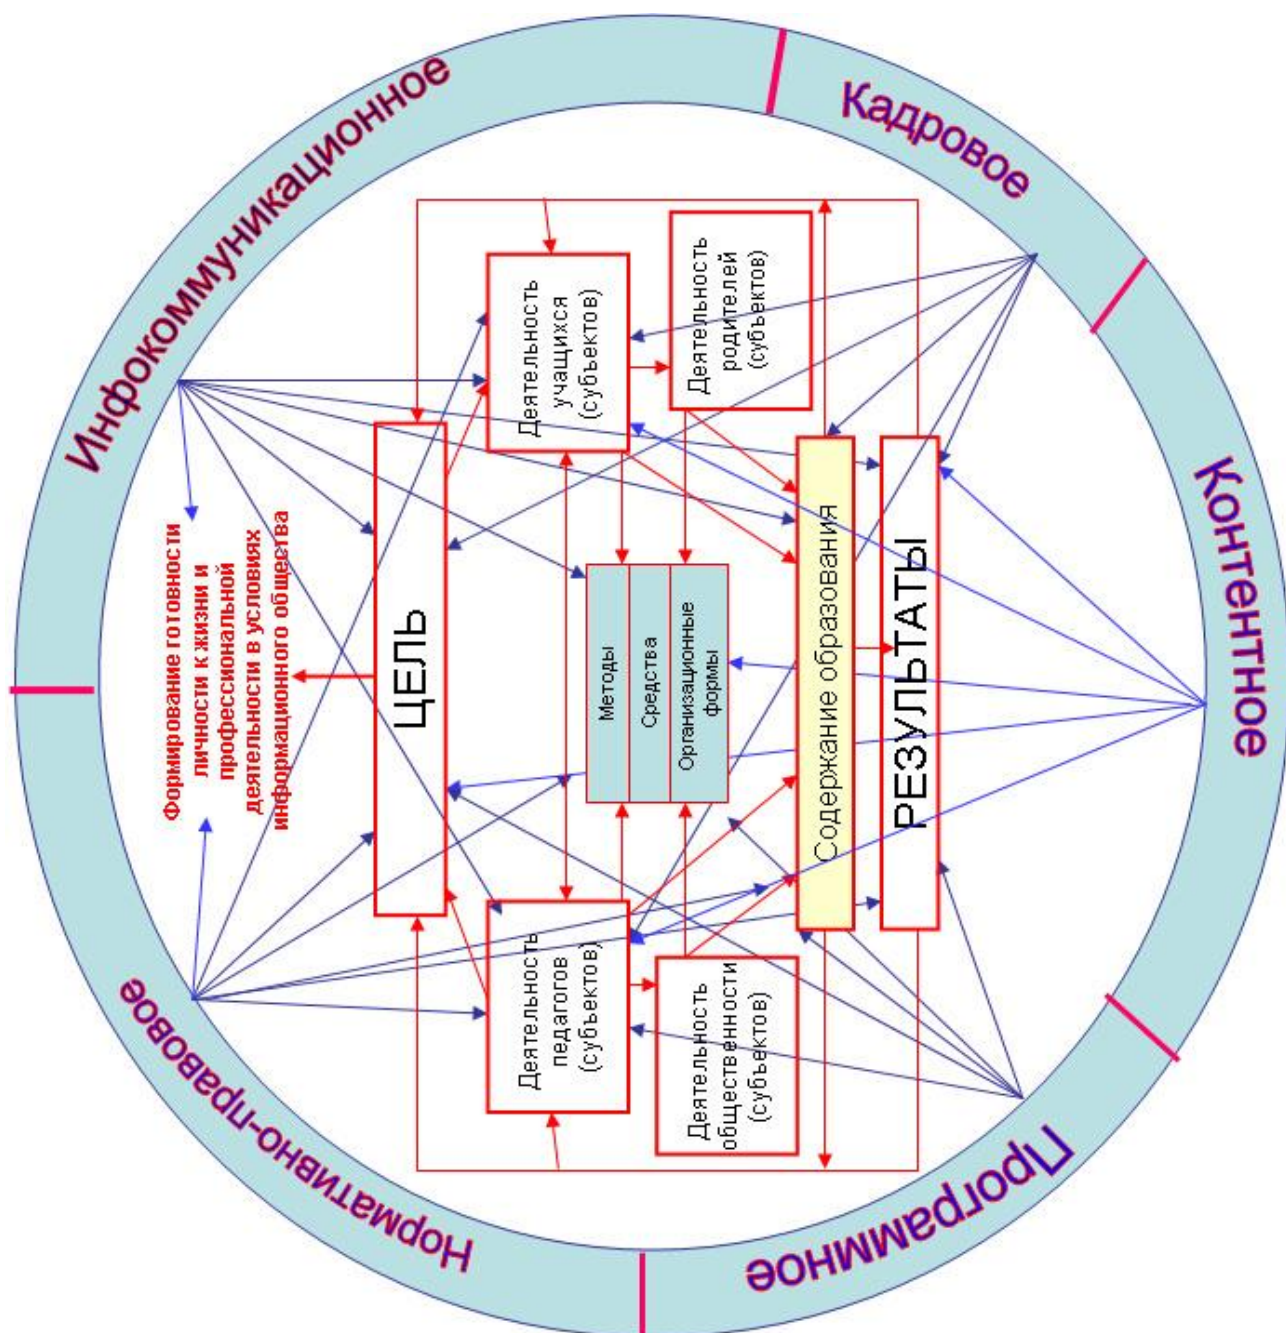 Инфокоммуникационное
Кадровое
Контентное
Программное
Нормативно-правовое
Формирование готовности
личности к жизни и
профессиональной
деятельности в условиях
информационного общества
ЦЕЛЬ
Деятельность
педагогов
(субъектов)
Деятельность
учащихся
(субъектов)
Методы
Средства
Организационные
формы
Деятельность
общественности
(субъектов)
Деятельность
родителей
(субъектов)
Содержание образования
РЕЗУЛЬТАТЫ